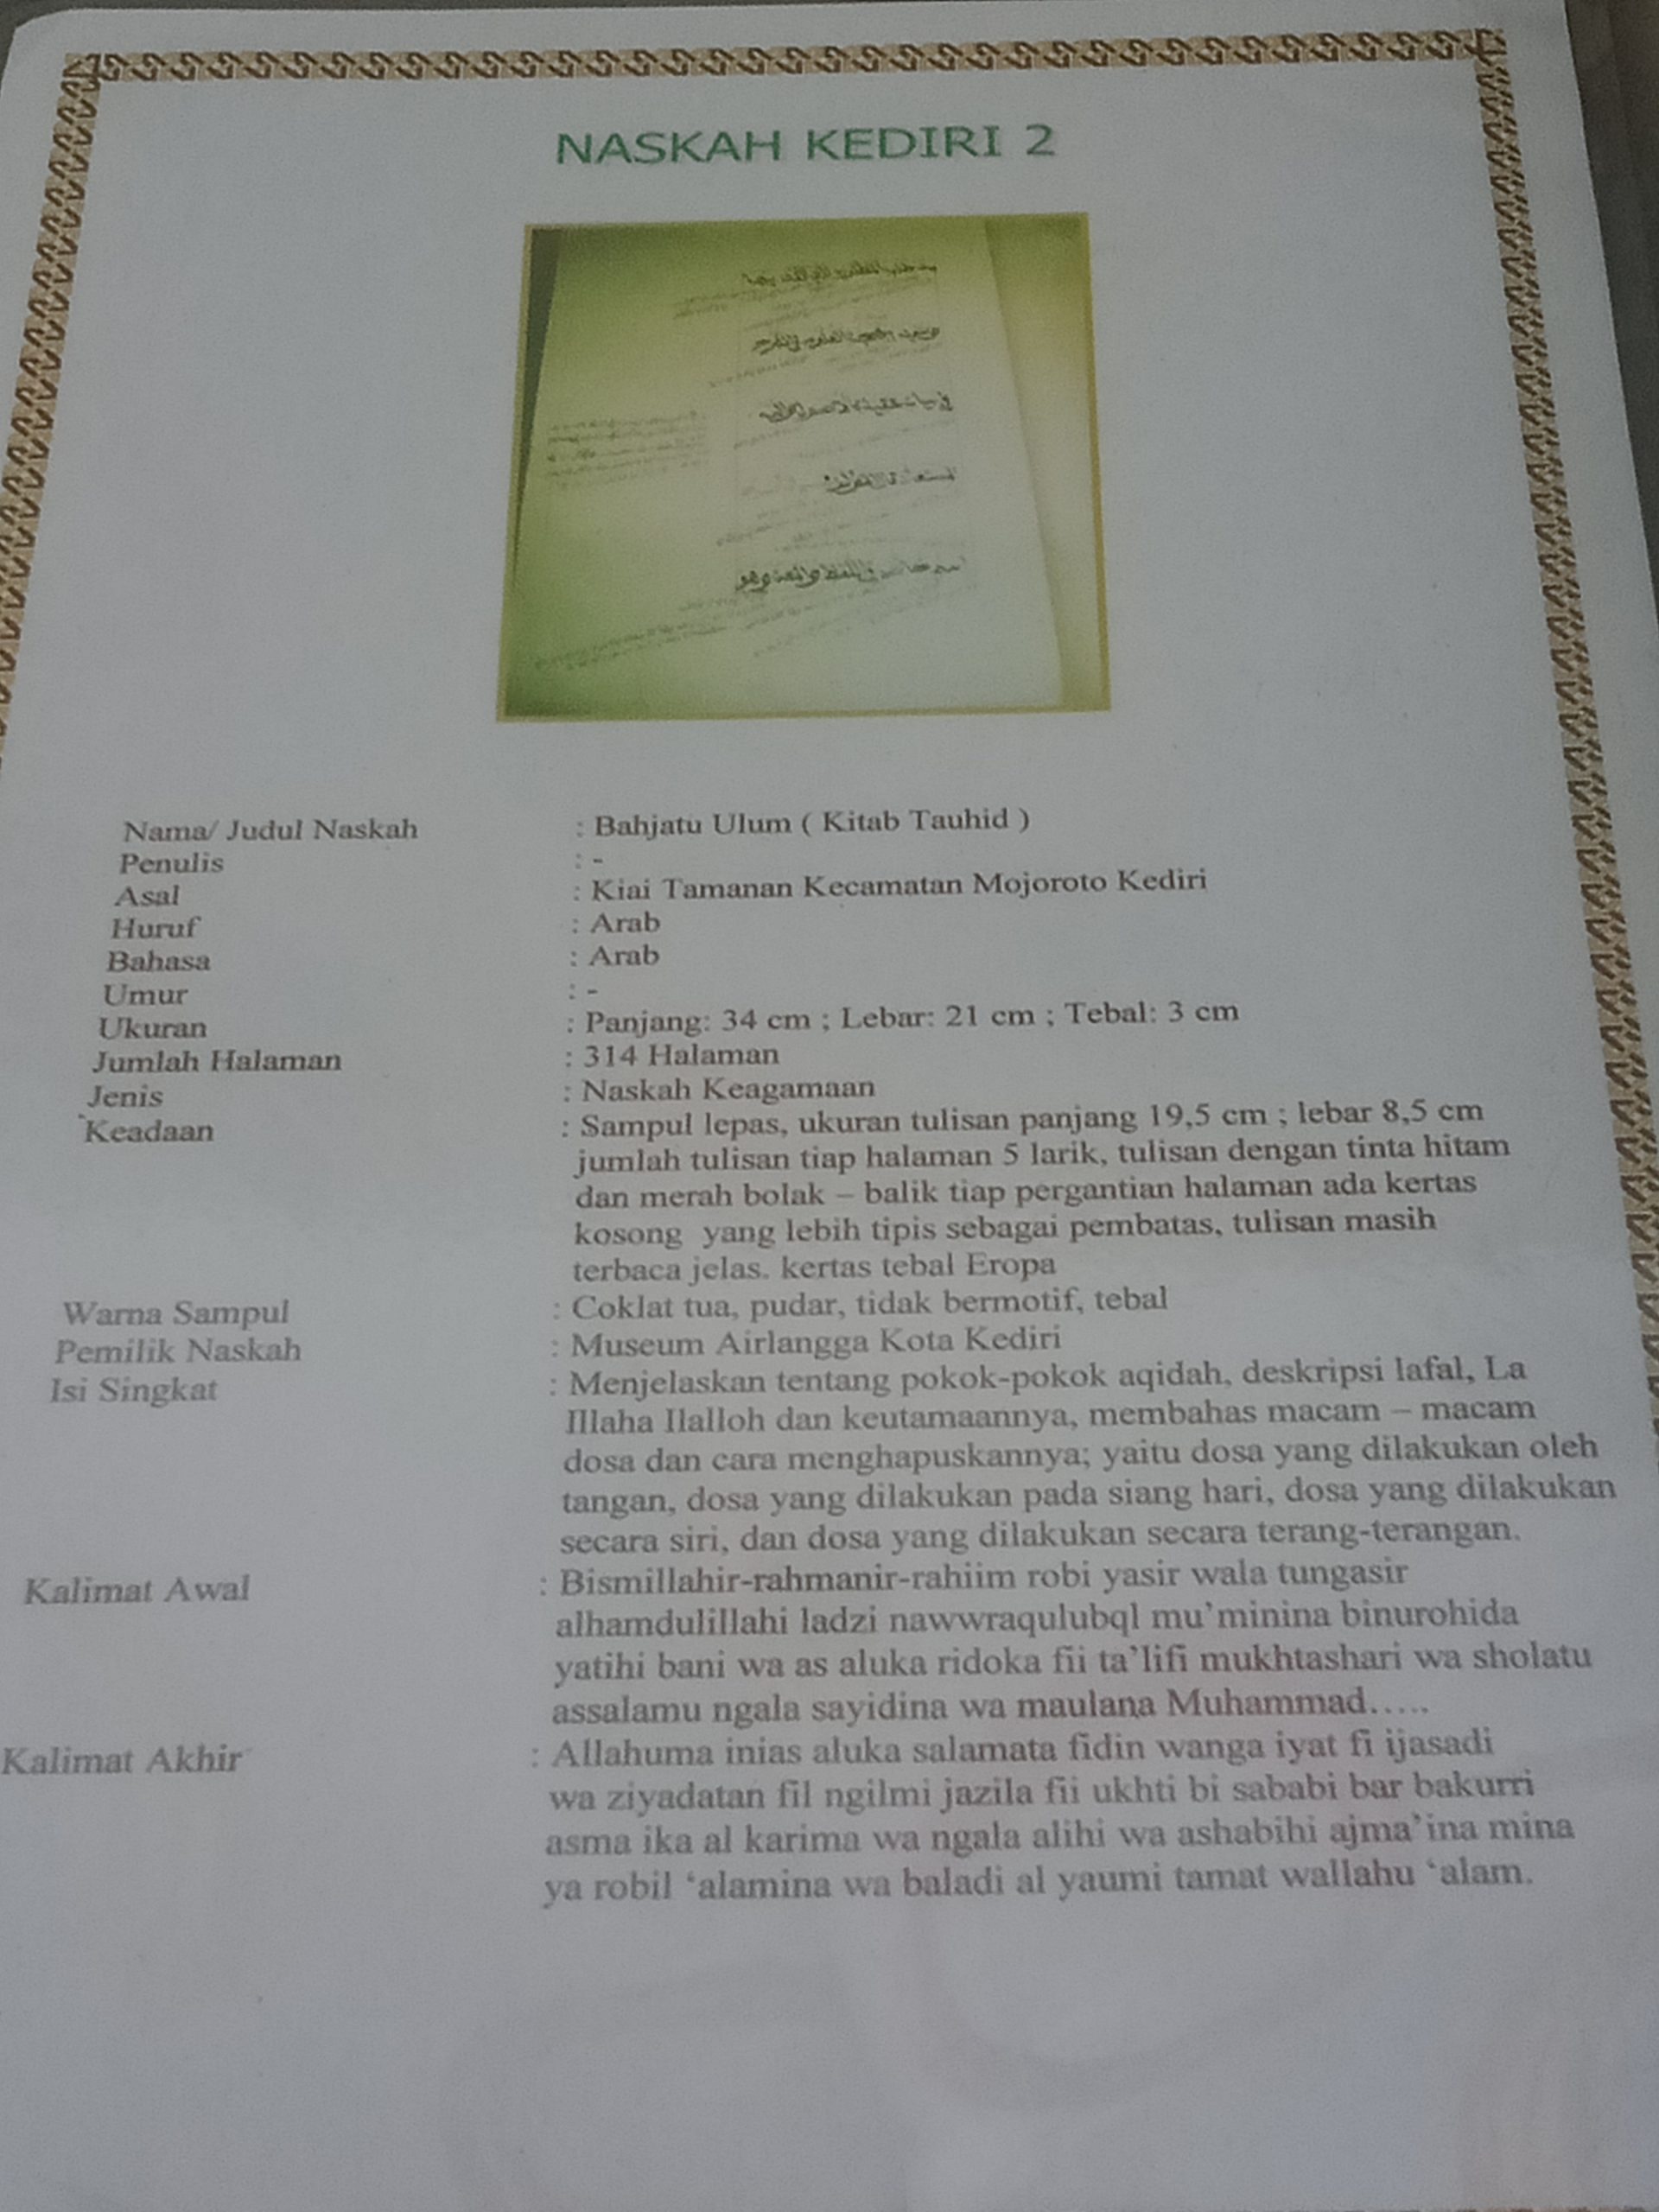 NASKAH KEDIRI 2
Nama/ Judul Naskah : Bahjatu Ulum ( Kitab Tauhid )
Penulis : -
Asal : Kiai Tamanan Kecamatan Mojoroto Kediri
Huruf : Arab
Bahasa : Arab
Umur : -
Ukuran : Panjang: 34 cm ; Lebar: 21 cm ; Tebal: 3 cm
Jumlah Halaman : 314 Halaman
Jenis : Naskah Keagamaan
Keadaan : Sampul lepas, ukuran tulisan panjang 19,5 cm ; lebar 8,5 cm
jumlah tulisan tiap halaman 5 larik, tulisan dengan tinta hitam
dan merah bolak – balik tiap pergantian halaman ada kertas
kosong yang lebih tipis sebagai pembatas, tulisan masih
terbaca jelas. kertas tebal Eropa
Warna Sampul : Coklat tua, pudar, tidak bermotif, tebal
Pemilik Naskah : Museum Airlangga Kota Kediri
Isi Singkat : Menjelaskan tentang pokok-pokok aqidah, deskripsi lafal, La
Illaha Ilalloh dan keutamaannya, membahas macam – macam
dosa dan cara menghapuskannya; yaitu dosa yang dilakukan oleh
tangan, dosa yang dilakukan pada siang hari, dosa yang dilakukan
secara siri, dan dosa yang dilakukan secara terang-terangan.
Kalimat Awal : Bismillahir-rahmanir-rahiim robi yasir wala tungasir
alhamdulillahi ladzi nawwraqulubql mu’minina binurohida
yatihi bani wa as aluka ridoka fii ta’lifi mukhtashari wa sholatu
assalamu ngala sayidina wa maulana Muhammad…..
Kalimat Akhir : Allahuma inias aluka salamata fidin wanga iyat fi ijasadi
wa ziyadatan fil ngilmi jazila fii ukhti bi sababi bar bakurri
asma ika al karima wa ngala alihi wa ashabihi ajma’ina mina
ya robil ‘alamina wa baladi al yaumi tamat wallahu ‘alam.